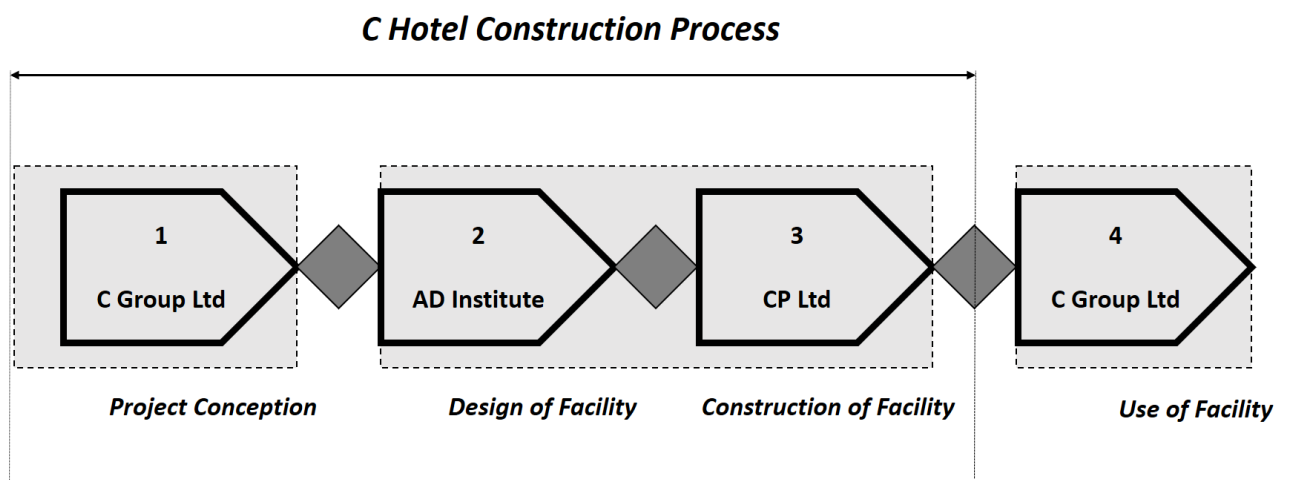 C Hotel Construction Process
1
C Group Ltd
2
AD Institute
3
CP Ltd
4
C Group Ltd
Project Conception
Design of Facility
Construction of Facility
Use of Facility